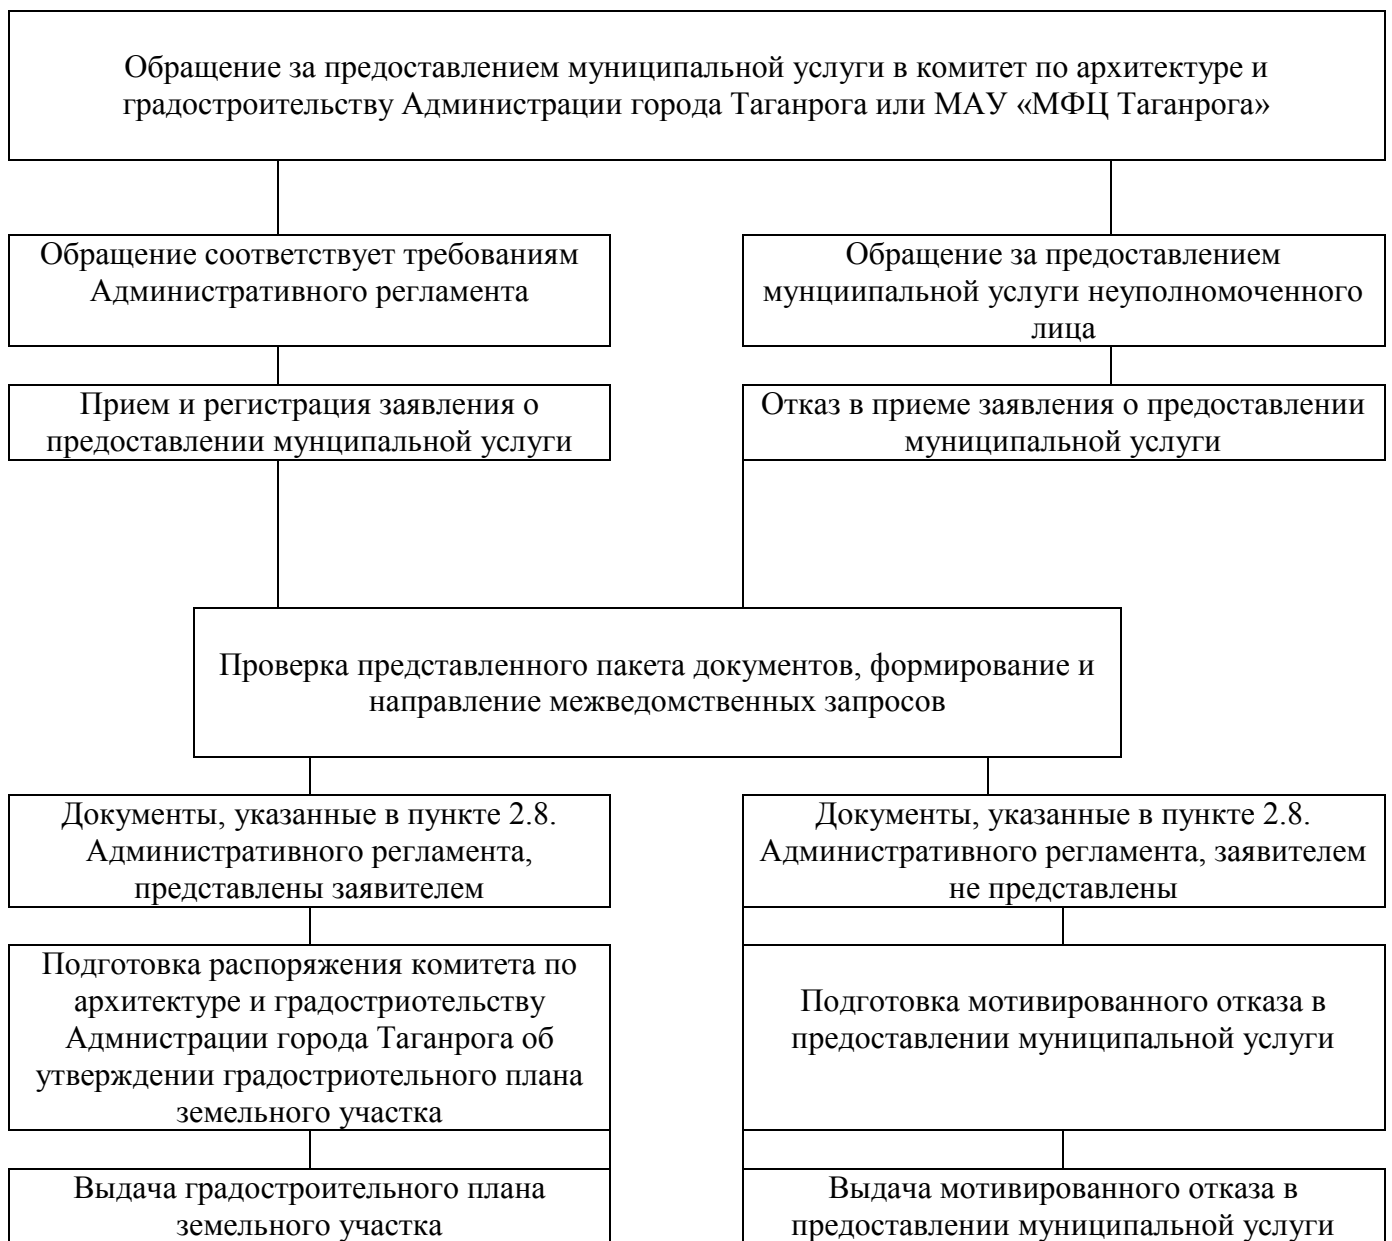 Обращение за предоставлением муниципальной услуги в комитет по архитектуре и
градостроительству Администрации города Таганрога или МАУ «МФЦ Таганрога»
Обращение соответствует требованиям
Административного регламента
Обращение за предоставлением
мунциипальной услуги неуполномоченного
лица
Прием и регистрация заявления о
предоставлении мунципальной услуги
Отказ в приеме заявления о предоставлении
муниципальной услуги
Проверка представленного пакета документов, формирование и
направление межведомственных запросов
Документы, указанные в пункте 2.8.
Административного регламента,
представлены заявителем
Документы, указанные в пункте 2.8.
Административного регламента, заявителем
не представлены
Подготовка распоряжения комитета по
архитектуре и градостриотельству
Адмнистрации города Таганрога об
утверждении градостриотельного плана
земельного участка
Подготовка мотивированного отказа в
предоставлении муниципальной услуги
Выдача градостроительного плана
земельного участка
Выдача мотивированного отказа в
предоставлении муниципальной услуги